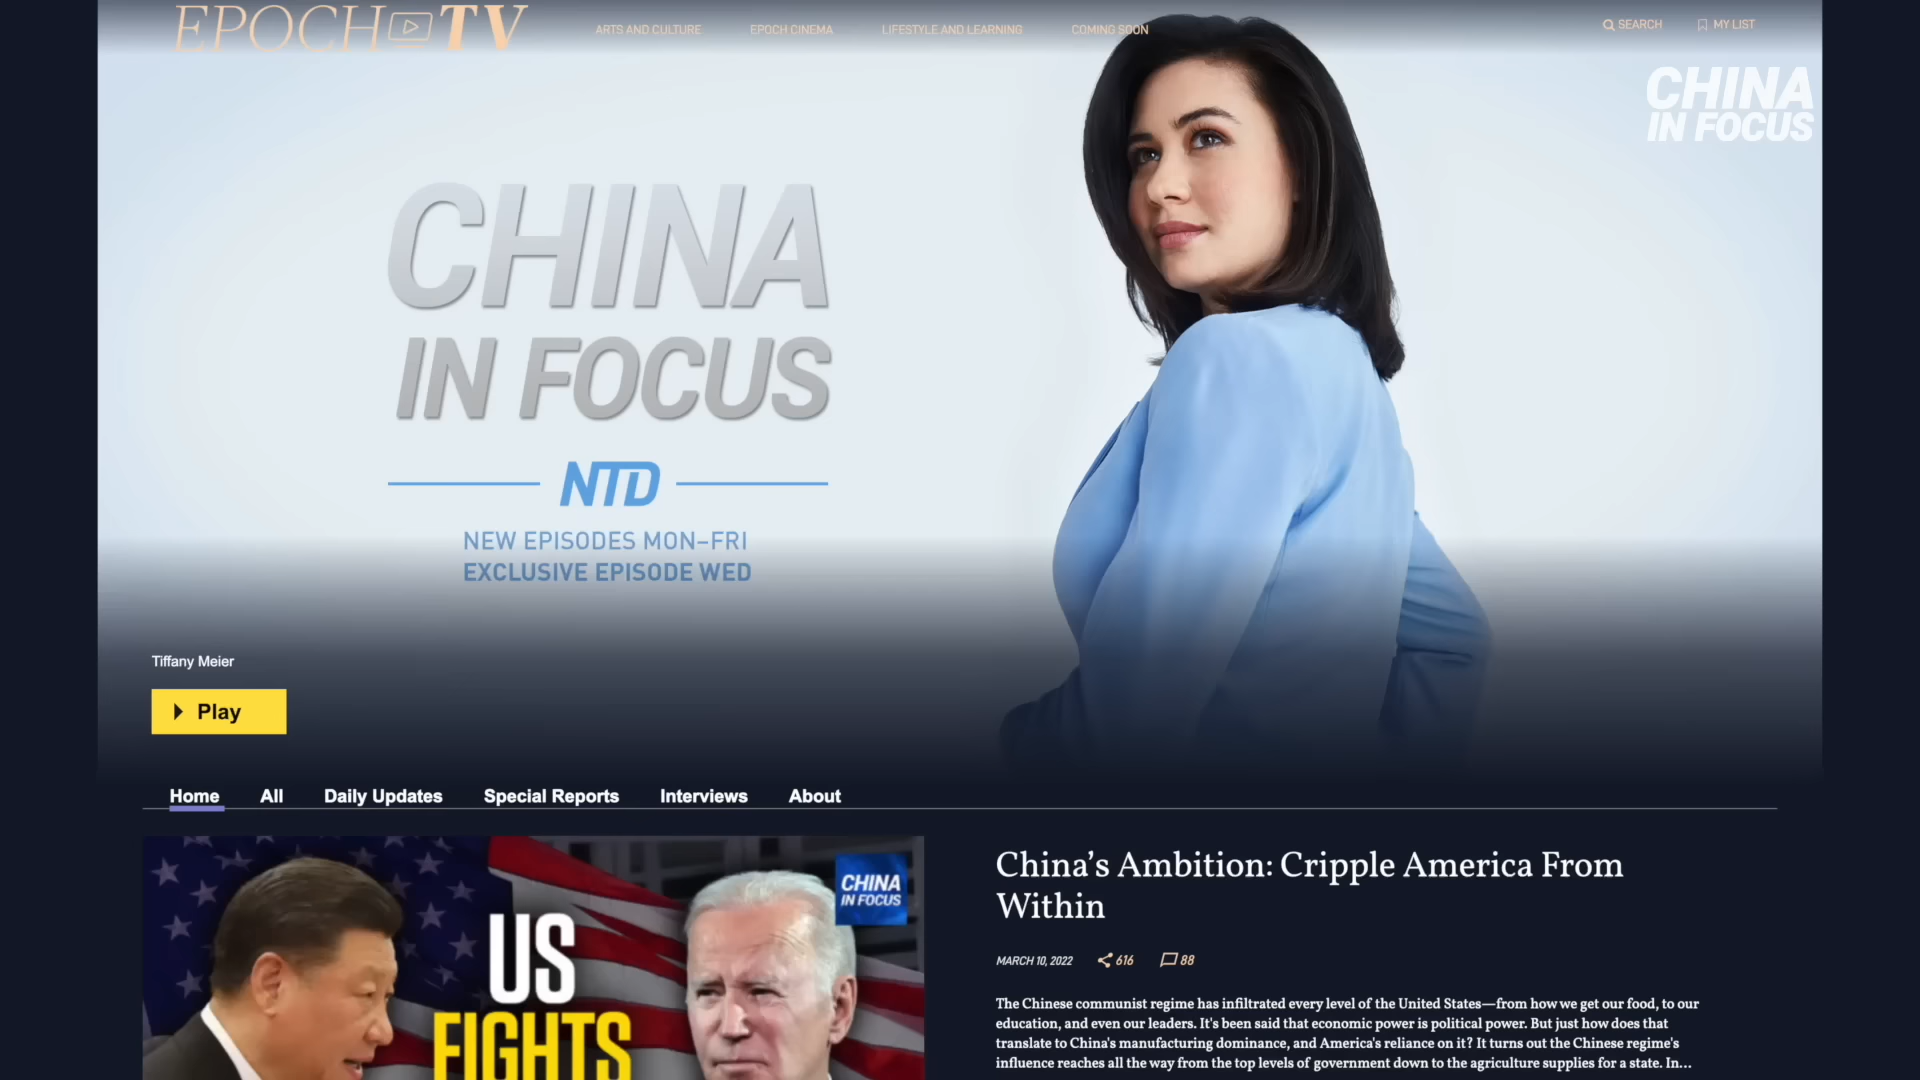 EPOCH TV
ARTS AND CULTURE
EPOCH CINEMA
LIFESTYLE AND LEARNING
COMING SOON
SEARCH
MY LIST
CHINA
IN FOCUS
CHINA
IN FOCUS
NTD
NEW EPISODES MON–FRI
EXCLUSIVE EPISODE WED
Tiffany Meier
Play
Home
All
Daily Updates
Special Reports
Interviews
About
CHINA
IN FOCUS
US
FIGHTS
China’s Ambition: Cripple America From
Within
MARCH 10, 2022
616
88
The Chinese communist regime has infiltrated every level of the United States—from how we get our food, to our
education, and even our leaders. It's been said that economic power is political power. But just how does that
translate to China's manufacturing dominance, and America's reliance on it? It turns out the Chinese regime's
influence reaches all the way from the top levels of government down to the agriculture supplies for a state. In...